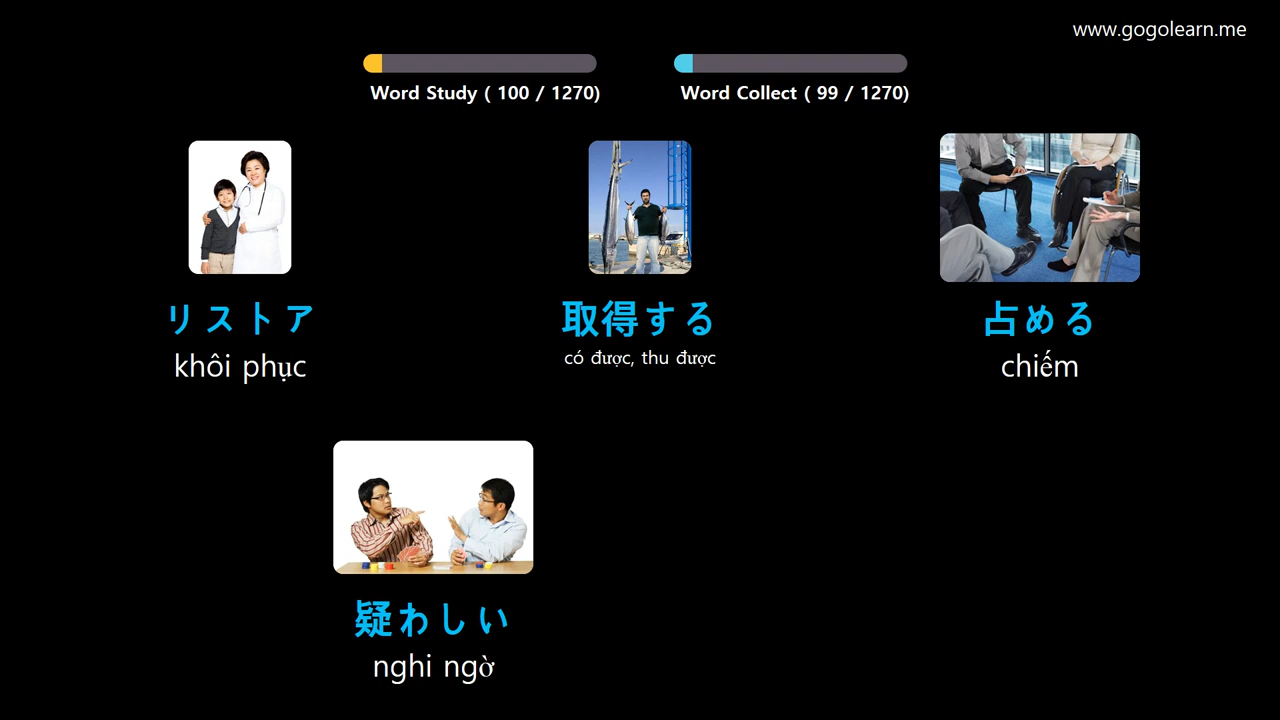 www.gogolearn.me
Word Study ( 100 / 1270)
Word Collect ( 99 / 1270)
リストア
khôi phục
取得する
có được, thu được
占める
chiếm
疑わしい
nghi ngờ